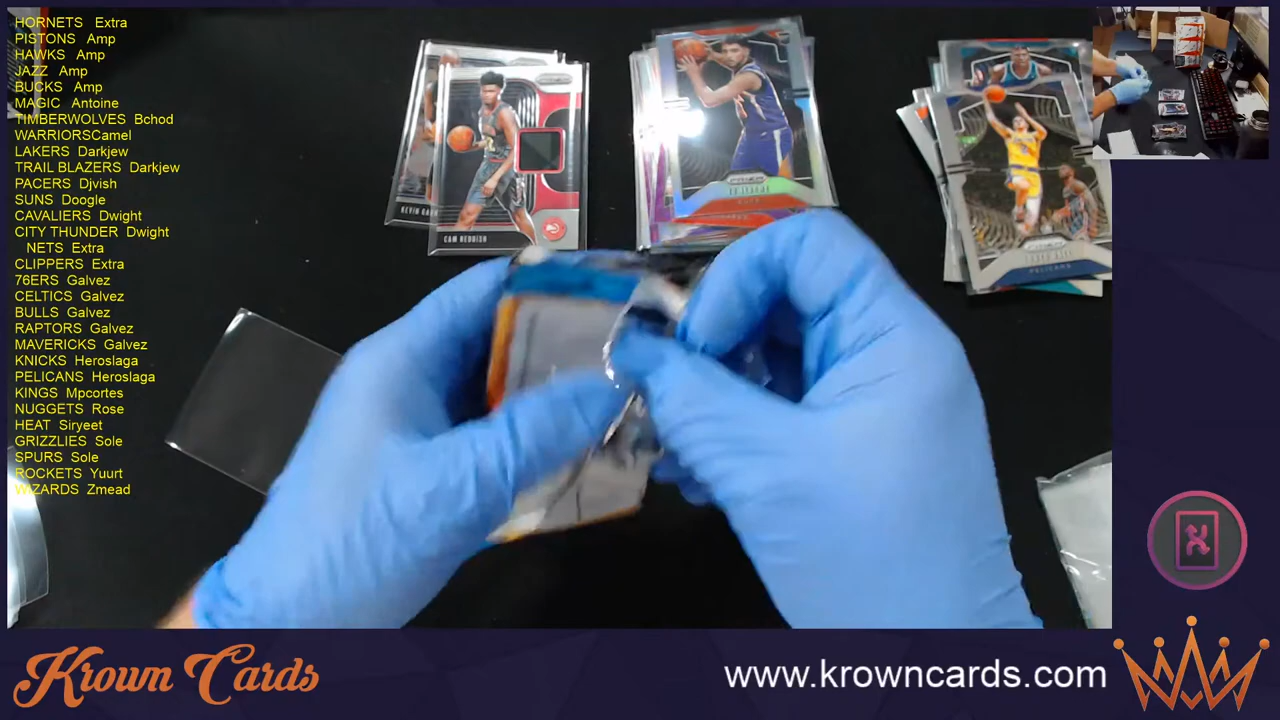 HORNETS Extra
PISTONS Amp
HAWKS Amp
JAZZ Amp
BUCKS Amp
MAGIC Antoine
TIMBERWOLVES Bchod
WARRIORSCamel
LAKERS Darkjew
TRAIL BLAZERS Darkjew
PACERS Djvish
SUNS Doogle
CAVALIERS Dwight
CITY THUNDER Dwight
NETS Extra
CLIPPERS Extra
76ERS Galvez
CELTICS Galvez
BULLS Galvez
RAPTORS Galvez
MAVERICKS Galvez
KNICKS Heroslaga
PELICANS Heroslaga
KINGS Mpcortes
NUGGETS Rose
HEAT Siryeet
GRIZZLIES Sole
SPURS Sole
ROCKETS Yuurt
WIZARDS Zmead
KEVIN
CAM REDDISH
PRIZM
PELICANS
Krown Cards
www.krowncards.com